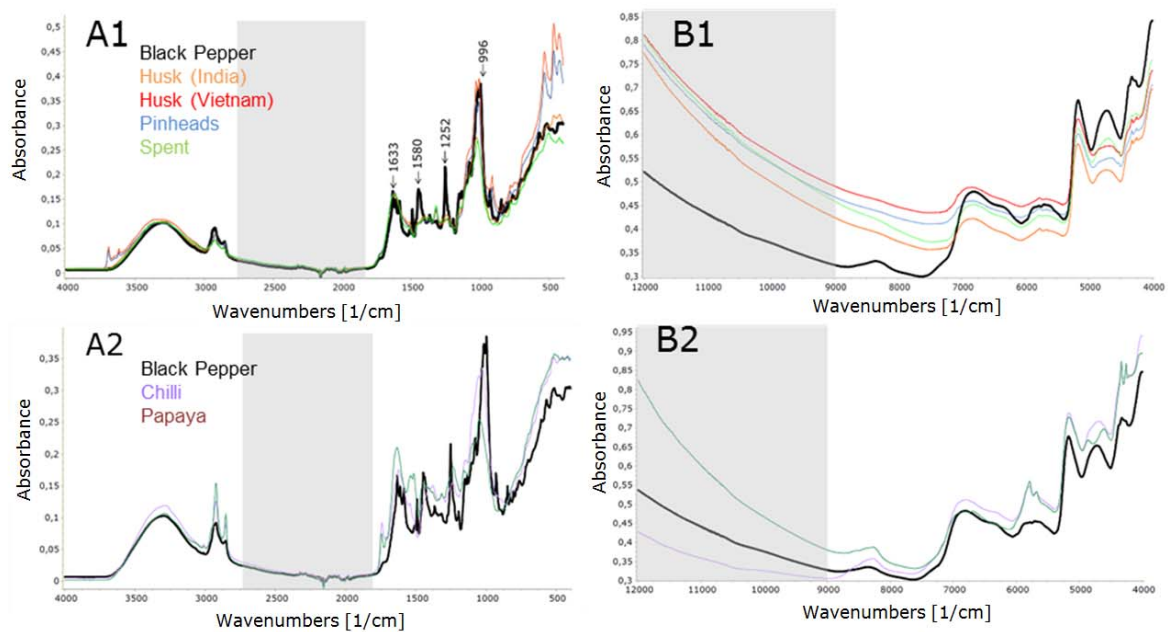 A1
Black Pepper
Husk (India)
Husk (Vietnam)
Pinheads
Spent
1633
1580
1252
996
0,5
0,45
0,4
0,35
0,3
0,25
0,2
0,15
0,1
0,05
0
Absorbance
4000 3500 3000 2500 2000 1500 1000 500
Wavenumbers [1/cm]
B1
0,85
0,8
0,75
0,7
0,65
0,6
0,55
0,5
0,45
0,4
0,35
0,3
Absorbance
12000 11000 10000 9000 8000 7000 6000 5000 4000
Wavenumbers [1/cm]
A2
Black Pepper
Chilli
Papaya
0,35
0,3
0,25
0,2
0,15
0,1
0,05
0
Absorbance
4000 3500 3000 2500 2000 1500 1000 500
Wavenumbers [1/cm]
B2
0,95
0,9
0,85
0,8
0,75
0,7
0,65
0,6
0,55
0,5
0,45
0,4
0,35
0,3
Absorbance
12000 11000 10000 9000 8000 7000 6000 5000 4000
Wavenumbers [1/cm]